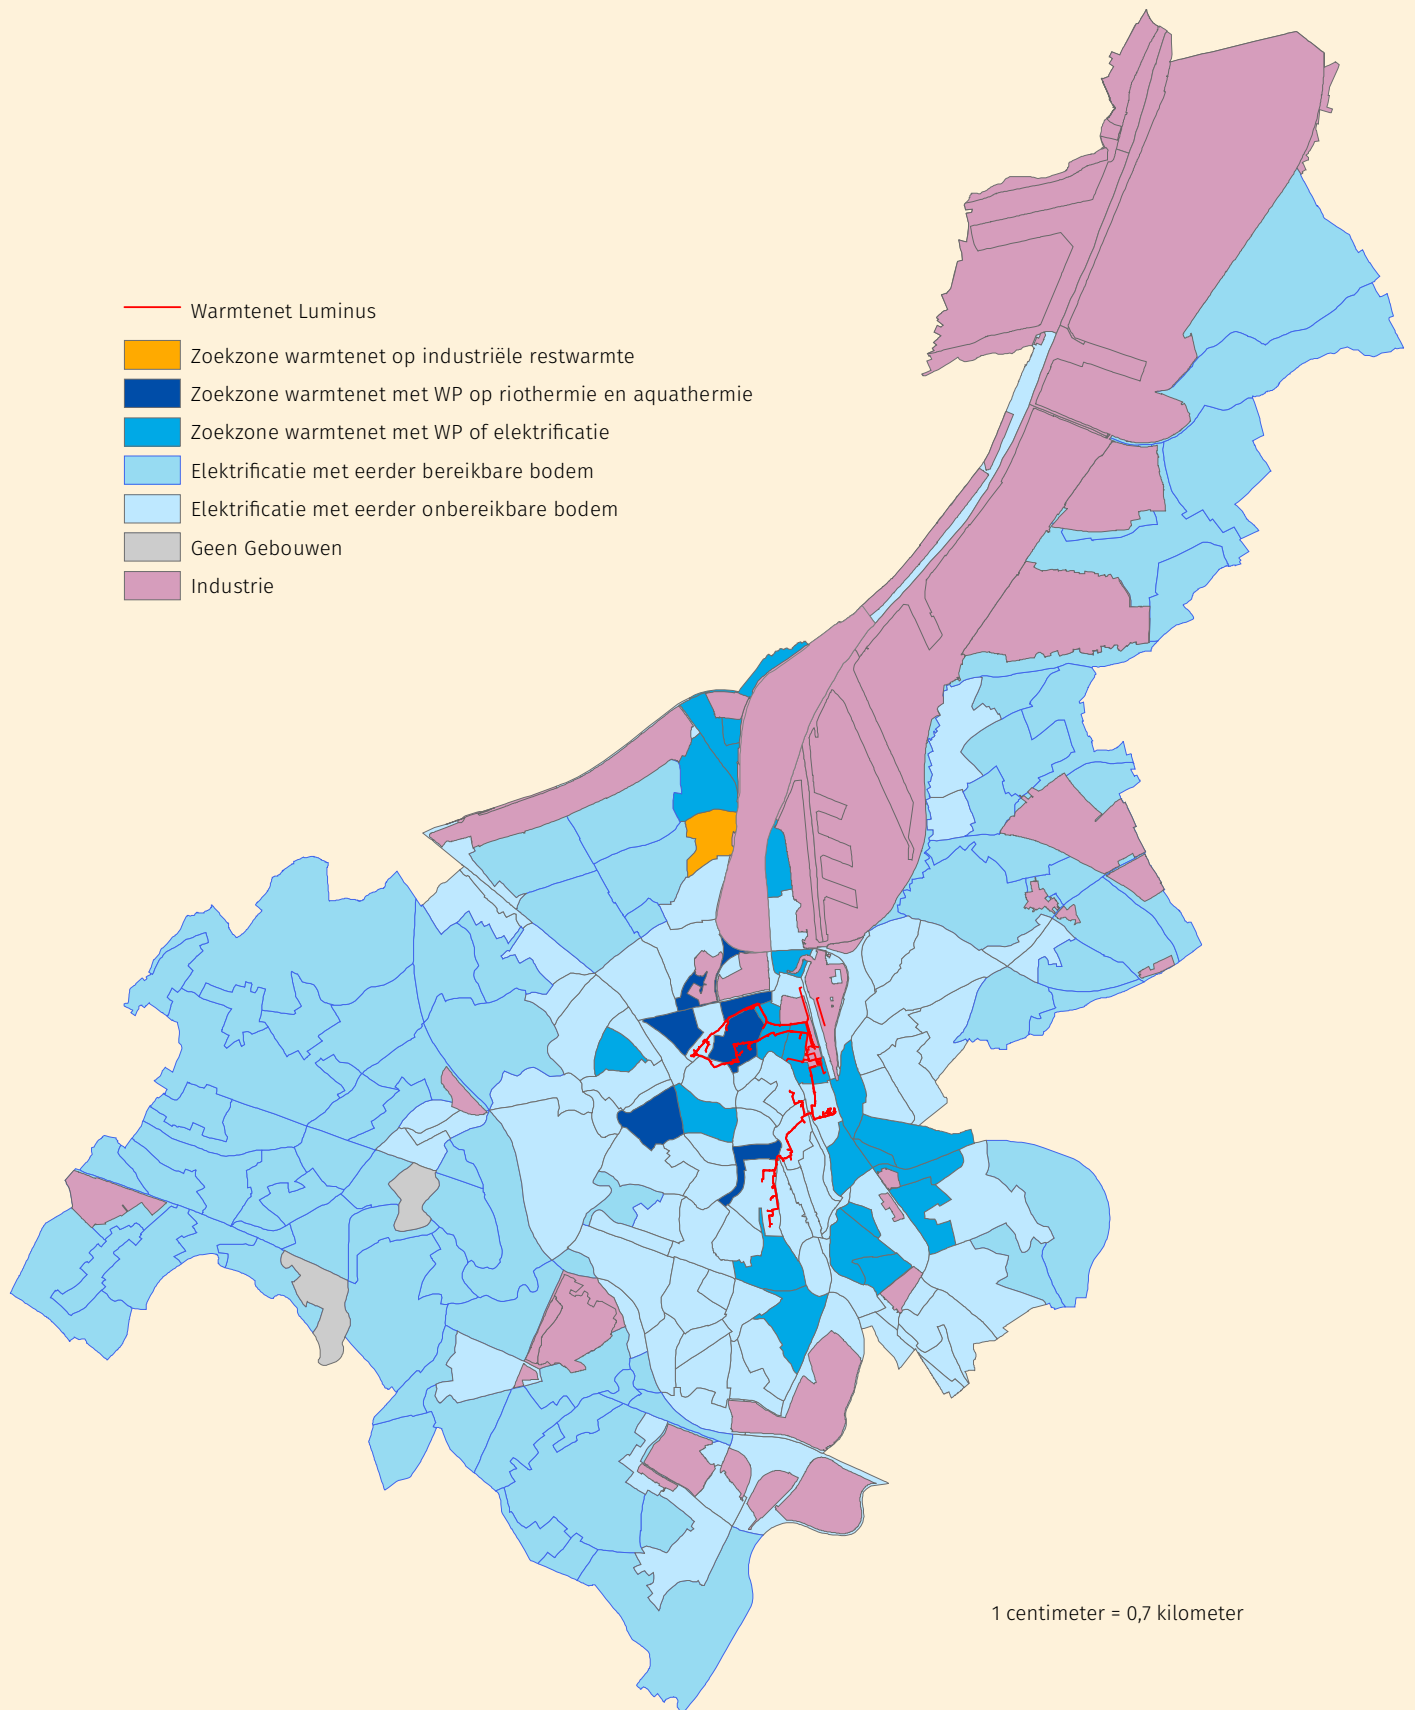 Warmtenet Luminus
Zoekzone warmtenet op industriële restwarmte
Zoekzone warmtenet met WP op riothermie en aquathermie
Zoekzone warmtenet met WP of elektrificatie
Elektrificatie met eerder bereikbare bodem
Elektrificatie met eerder onbereikbare bodem
Geen Gebouwen
Industrie
1 centimeter = 0,7 kilometer